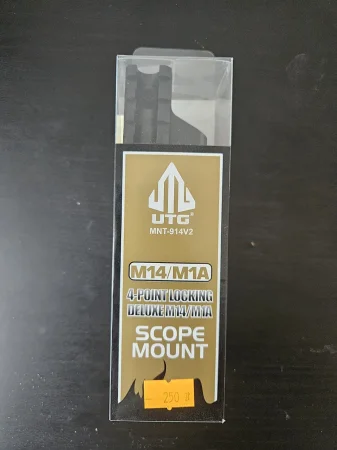 UTG®
MNT-914V2
M14/M1A
4-POINT LOCKING
DELUXE M14/M1A
SCOPE
MOUNT
250